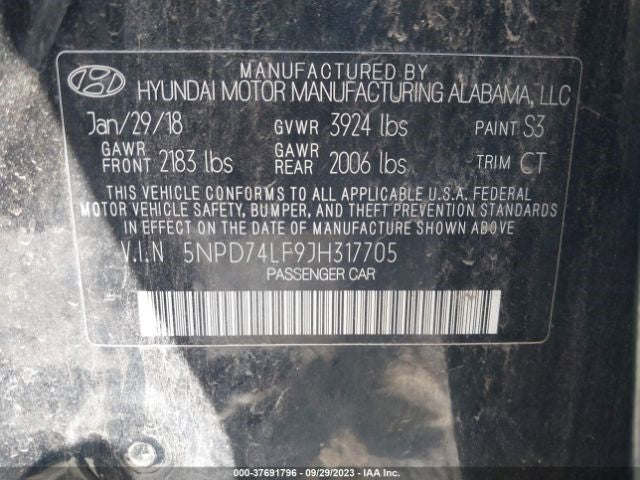 MANUFACTURED BY
HYUNDAI MOTOR MANUFACTURING ALABAMA, LLC
Jan/29/18 GVWR 3924 lbs PAINT S3
GAWR FRONT 2183 lbs GAWR REAR 2006 lbs TRIM CT
THIS VEHICLE CONFORMS TO ALL APPLICABLE U.S.A. FEDERAL
MOTOR VEHICLE SAFETY, BUMPER, AND THEFT PREVENTION STANDARDS
IN EFFECT ON THE DATE OF MANUFACTURE SHOWN ABOVE
V.I.N 5NPD74LF9JH317705
PASSENGER CAR
000-37691796 - 09/29/2023 - IAA Inc.